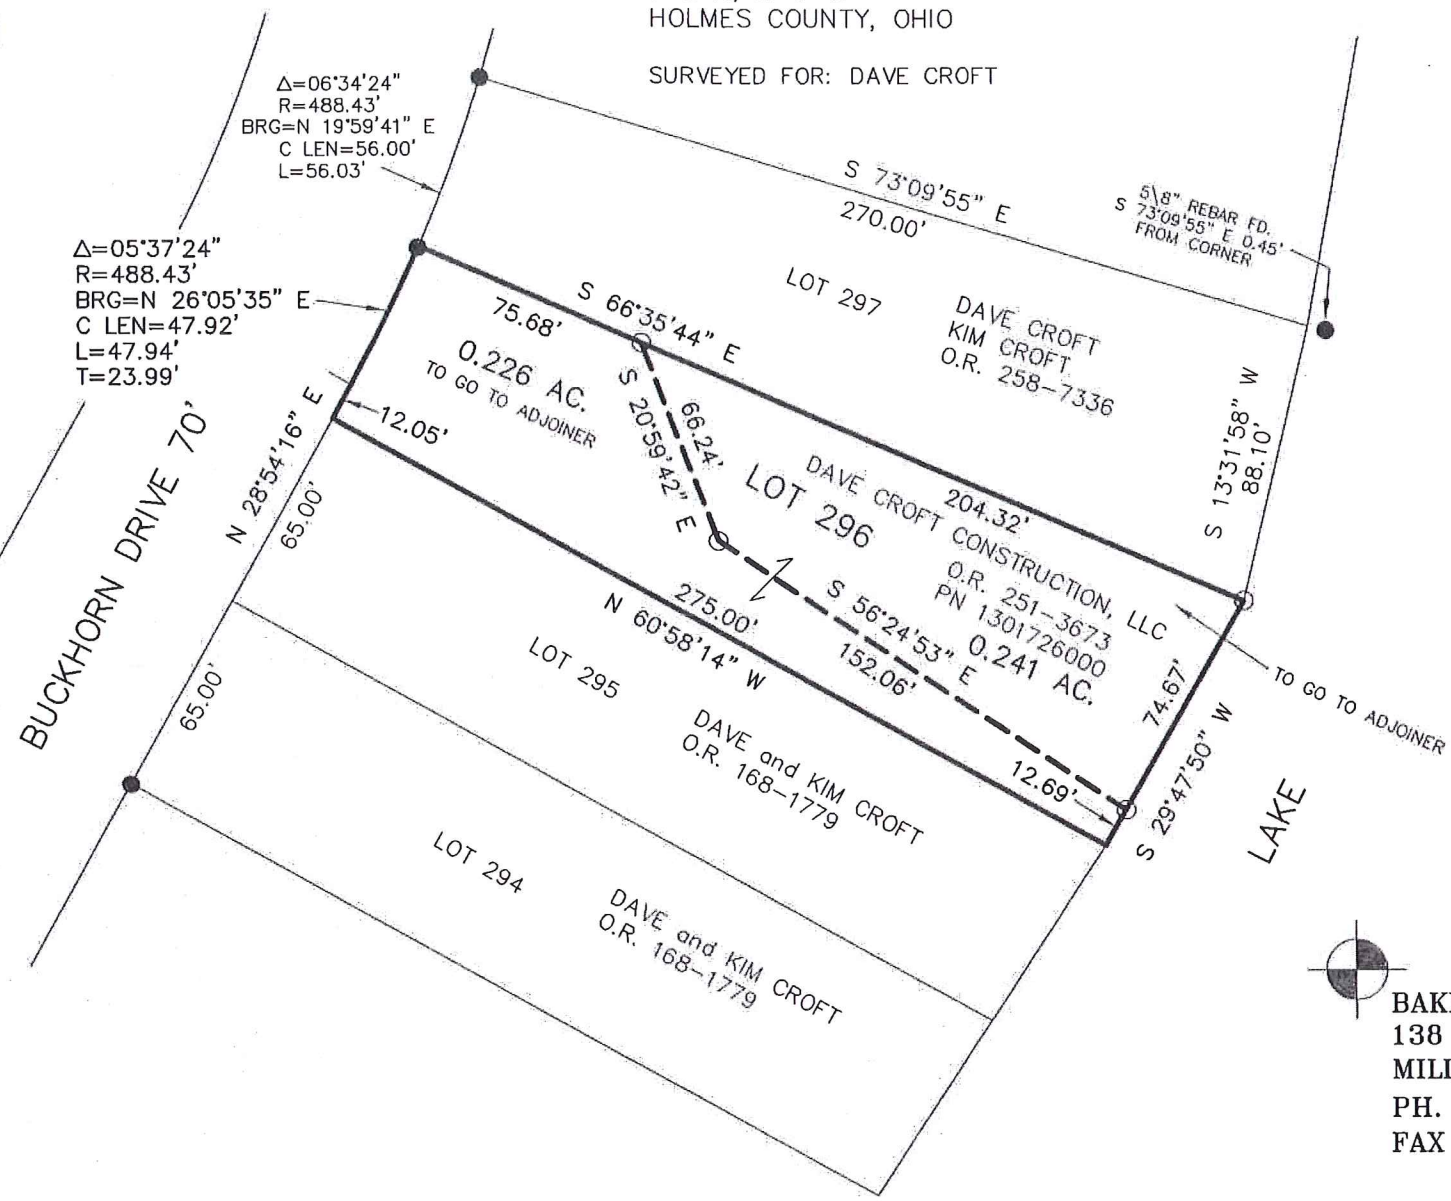 HOLMES COUNTY, OHIO
SURVEYED FOR: DAVE CROFT
Δ=06°34'24"
R=488.43'
BRG=N 19°59'41" E
C LEN=56.00'
L=56.03'
Δ=05°37'24"
R=488.43'
BRG=N 26°05'35" E
C LEN=47.92'
L=47.94'
T=23.99'
S 73°09'55" E
270.00'
5\8" REBAR FD.
S 73°09'55" E 0.45'
FROM CORNER
LOT 297
DAVE CROFT
KIM CROFT
O.R. 258-7336
S 66°35'44" E
75.68'
0.226 AC.
TO GO TO ADJOINER
12.05'
S 20°59'42" E
66.24'
S 13°31'58" W
88.10'
N 28°54'16" E
65.00'
BUCKHORN DRIVE 70'
65.00'
LOT 296
204.32'
DAVE CROFT CONSTRUCTION, LLC
O.R. 251-3673
PN 1301726000
0.241 AC.
S 56°24'53" E
152.06'
275.00'
N 60°58'14" W
74.67'
TO GO TO ADJOINER
12.69'
S 29°47'50" W
LAKE
LOT 295
DAVE and KIM CROFT
O.R. 168-1779
LOT 294
DAVE and KIM CROFT
O.R. 168-1779
138
PH.
FAX